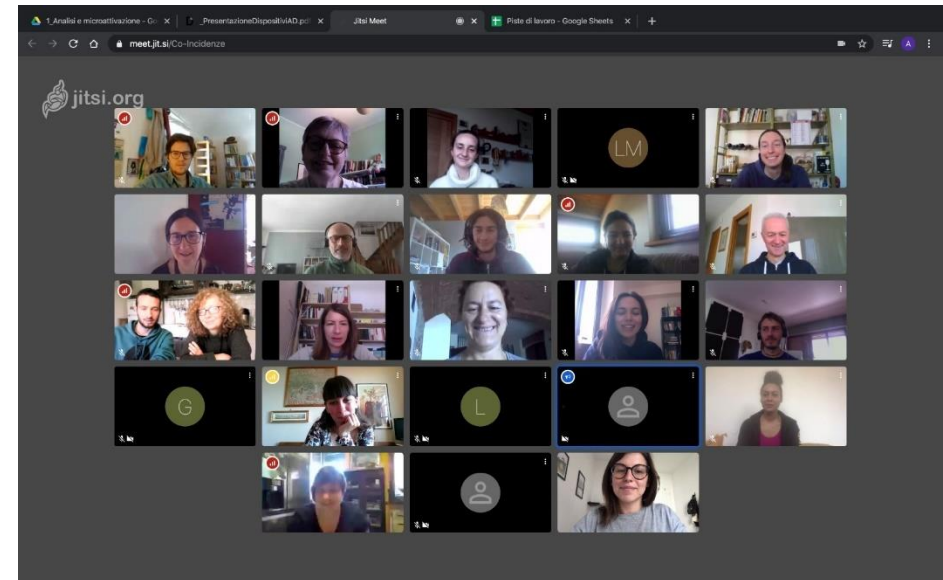 1_Analisi e microattivazione - Go
_PresentazioneDispositiviAD.pdf
Jitsi Meet
Piste di lavoro - Google Sheets
meet.jit.si/Co-Incidenze
A
jitsi.org
LM
G
L